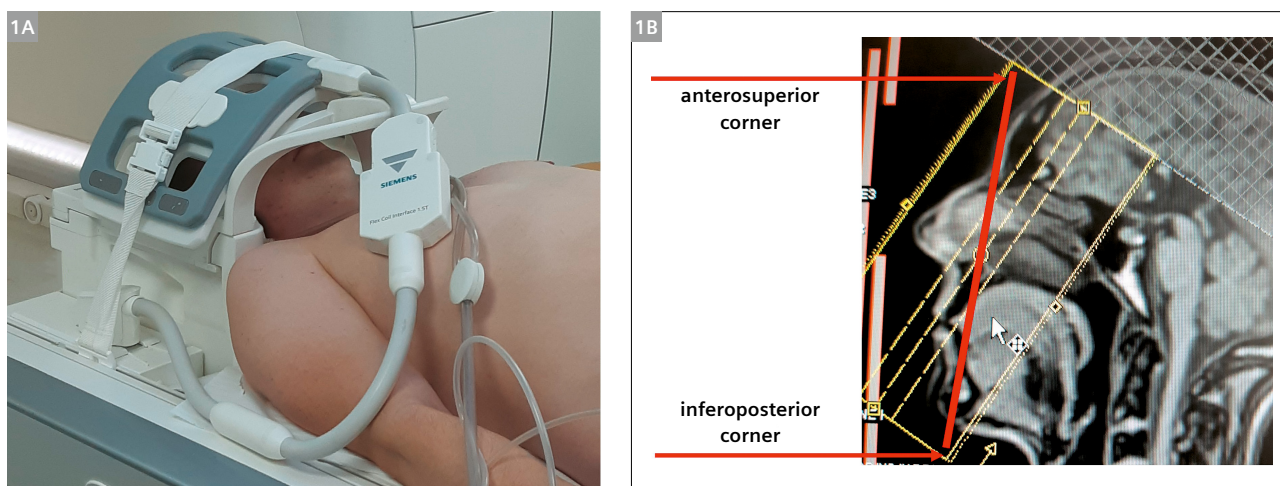 1A
SIEMENS
Flex Coil Interface 1.5T
1B
anterosuperior
corner
inferoposterior
corner